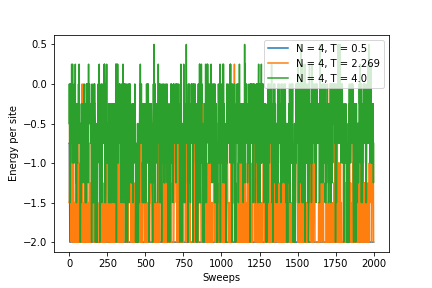 0.5
0.0
−0.5
−1.0
−1.5
−2.0
Energy per site
N = 4, T = 0.5
N = 4, T = 2.269
N = 4, T = 4.0
0 250 500 750 1000 1250 1500 1750 2000
Sweeps